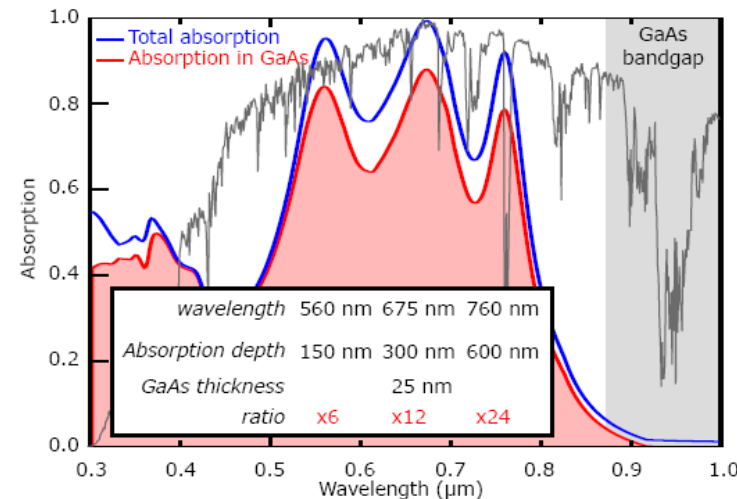 Total absorption
Absorption in GaAs
GaAs
bandgap
1.0
0.8
0.6
0.4
0.2
0.0
Absorption
wavelength 560 nm 675 nm 760 nm
Absorption depth 150 nm 300 nm 600 nm
GaAs thickness 25 nm
ratio x6 x12 x24
0.3 0.4 0.5 0.6 0.7 0.8 0.9 1.0
Wavelength (μm)